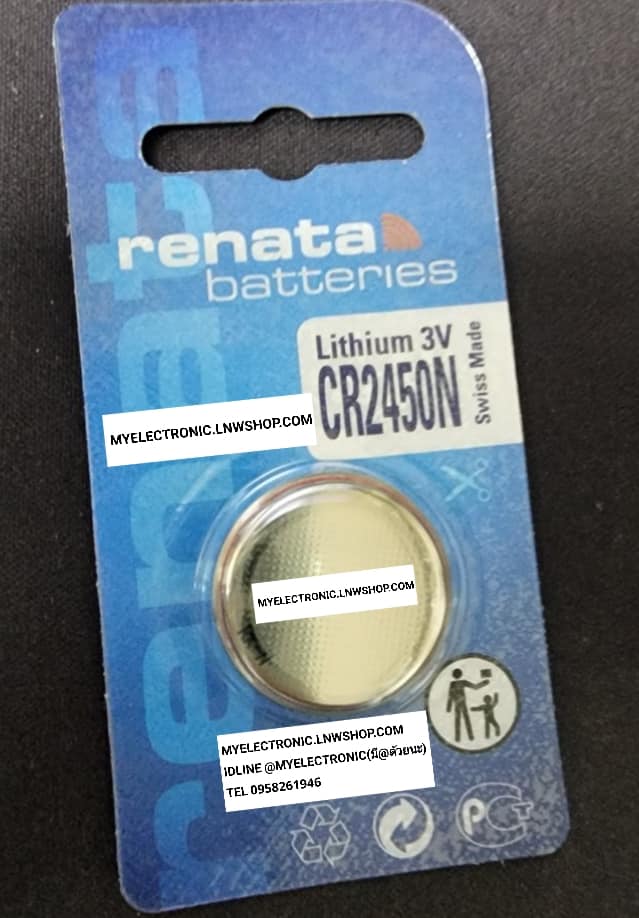 renata
batteries
Lithium 3V
CR2450N
Swiss Made
MYELECTRONIC.LNWSHOP.COM
MYELECTRONIC.LNWSHOP.COM
MYELECTRONIC.LNWSHOP.COM
IDLINE @MYELECTRONIC(มี@ด้วยนะ)
TEL 0958261946
renata